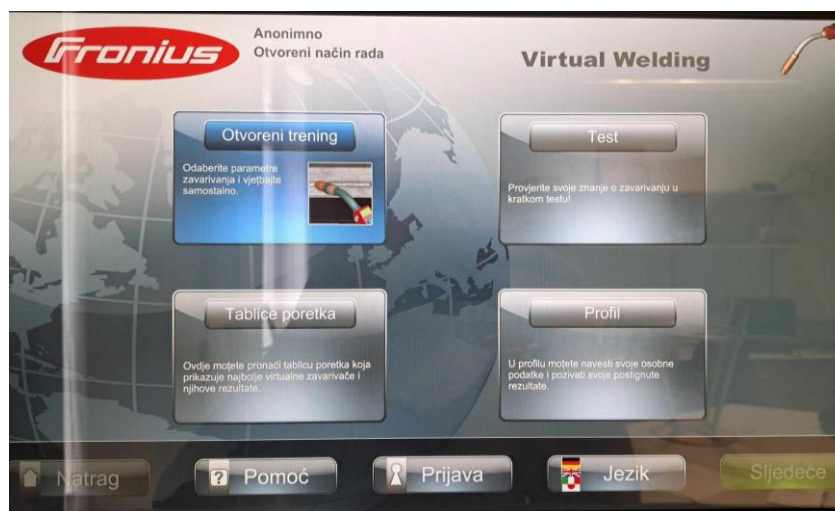 Fronius
Anonimno
Otvoreni način rada
Virtual Welding
Otvoreni trening
Odaberite parametre
zavarivanja i vježbajte
samostalno.
Test
Provjerite svoje znanje o zavarivanju u
kratkom testu!
Tablice poretka
Ovdje motete pronaći tablicu poretka koja
prikazuje najbolje virtualne zavarivače i
njihove rezultate.
Profil
U profilu motete navesti svoje osobne
podatke i pozivati svoje postignute
rezultate.
Natrag
? Pomoć
Prijava
Jezik
Sljedeće